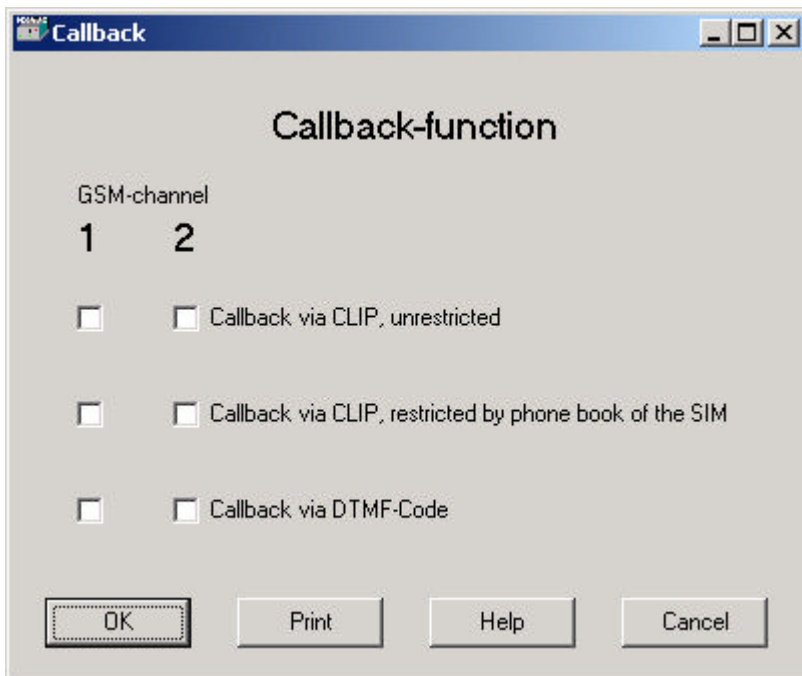 Callback
Callback-function
GSM-channel
1 2
Callback via CLIP, unrestricted
Callback via CLIP, restricted by phone book of the SIM
Callback via DTMF-Code
OK Print Help Cancel